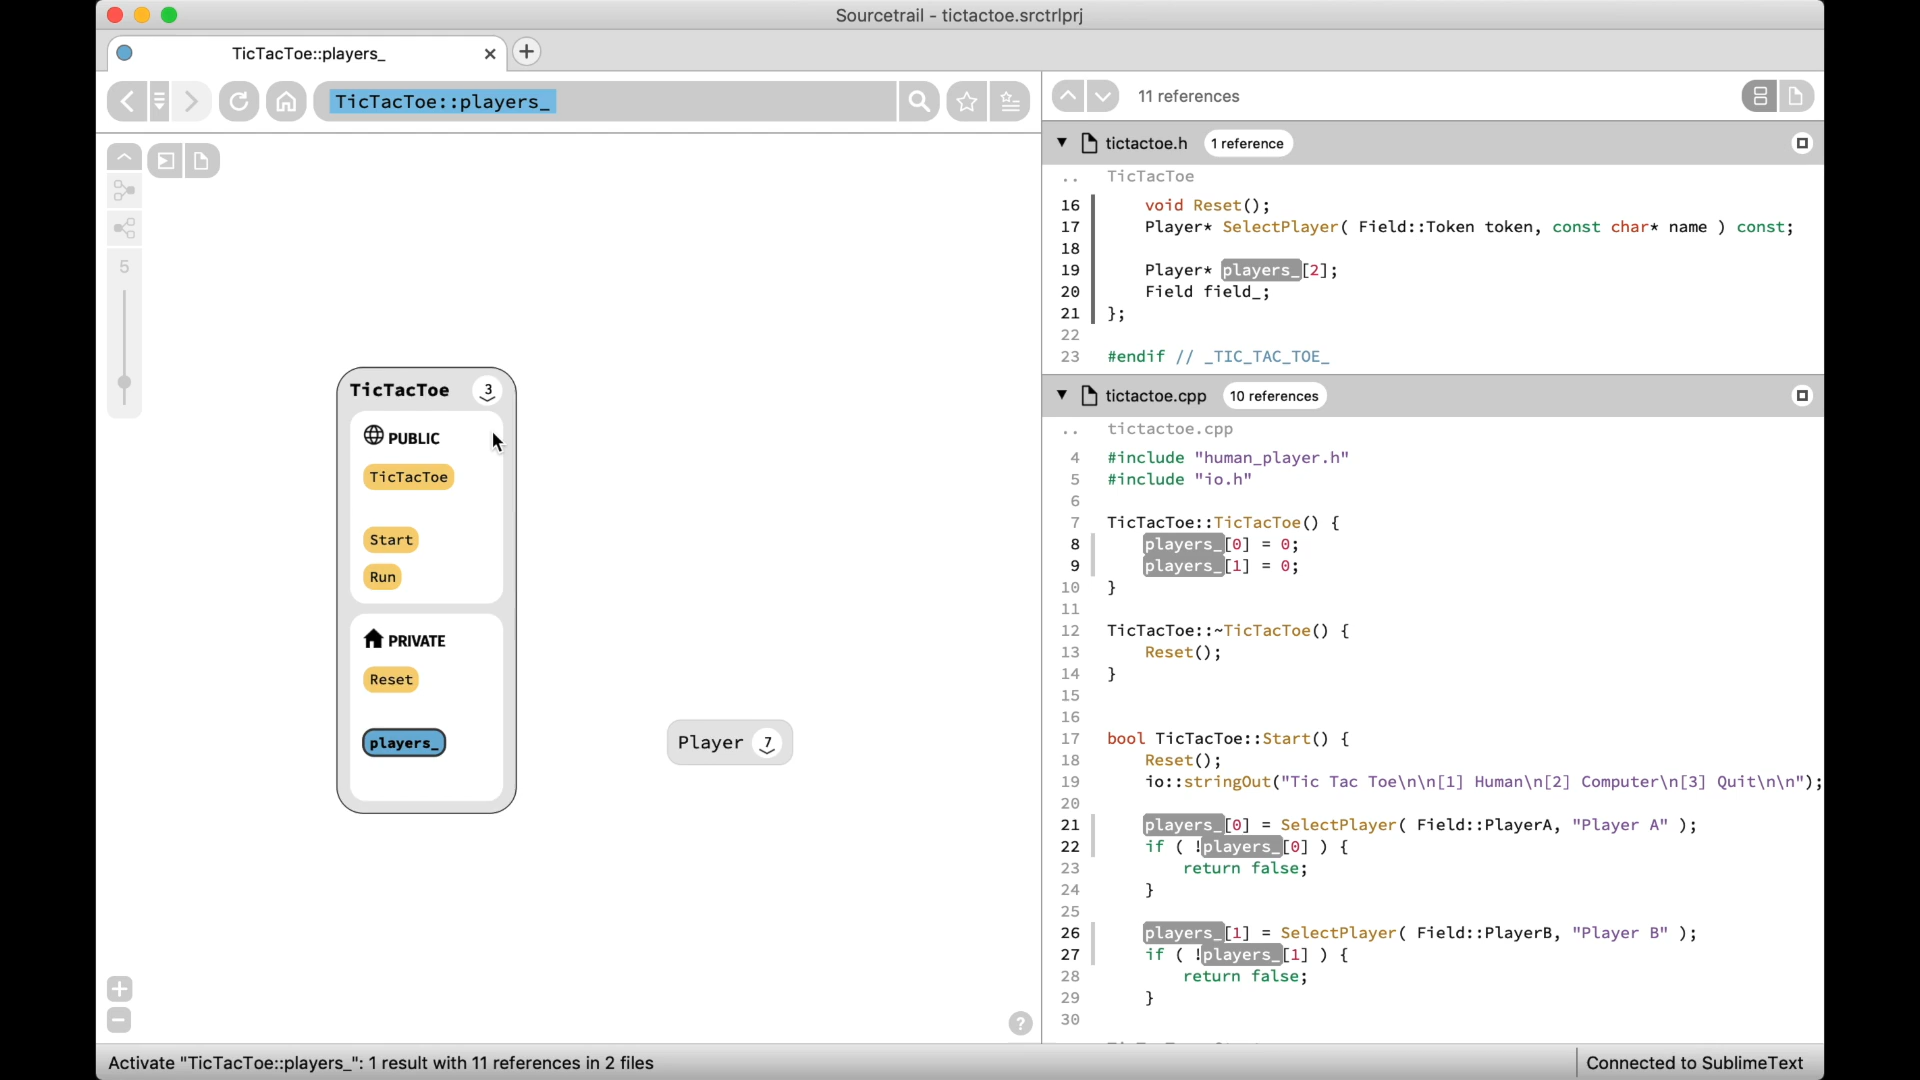 Sourcetrail - tictactoe.srctrlprj
TicTacToe::players_
TicTacToe::players_
5
TicTacToe 3
PUBLIC
TicTacToe
Start
Run
PRIVATE
Reset
players_
Player 7
?
11 references
tictactoe.h 1 reference
.. TicTacToe
16 void Reset();
17 Player* SelectPlayer( Field::Token token, const char* name ) const;
18
19 Player* players_[2];
20 Field field_;
21 };
22
23 #endif // _TIC_TAC_TOE_
tictactoe.cpp 10 references
.. tictactoe.cpp
4 #include "human_player.h"
5 #include "io.h"
6
7 TicTacToe::TicTacToe() {
8 players_[0] = 0;
9 players_[1] = 0;
10 }
11
12 TicTacToe::~TicTacToe() {
13 Reset();
14 }
15
16
17 bool TicTacToe::Start() {
18 Reset();
19 io::stringOut("Tic Tac Toe\n\n[1] Human\n[2] Computer\n[3] Quit\n\n");
20
21 players_[0] = SelectPlayer( Field::PlayerA, "Player A" );
22 if ( !players_[0] ) {
23 return false;
24 }
25
26 players_[1] = SelectPlayer( Field::PlayerB, "Player B" );
27 if ( !players_[1] ) {
28 return false;
29 }
30
Activate "TicTacToe::players_": 1 result with 11 references in 2 files
Connected to SublimeText